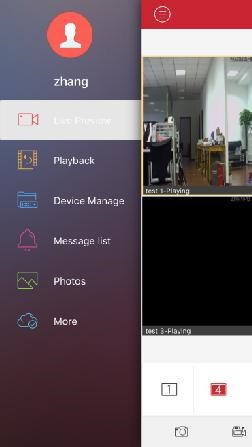 zhang
Live Preview
Playback
Device Manage
Message list
Photos
More
test 1-Playing
test 3-Playing
1
4